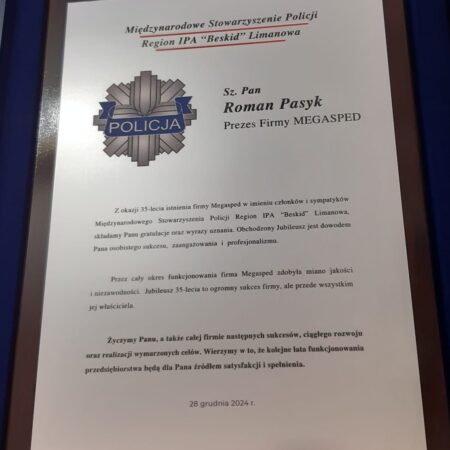 Międzynarodowe Stowarzyszenie Policji
Region IPA "Beskid" Limanowa
POLICJA
Sz. Pan
Roman Pasyk
Prezes Firmy MEGASPED
Z okazji 35-lecia istnienia firmy Megasped w imieniu członków i sympatyków
Międzynarodowego Stowarzyszenia Policji Region IPA "Beskid" Limanowa,
składamy Panu gratulacje oraz wyrazy uznania. Obchodzony Jubileusz jest dowodem
Pana osobistego sukcesu, zaangażowania i profesjonalizmu.
Przez cały okres funkcjonowania firma Megasped zdobyła miano jakości
i niezawodności. Jubileusz 35-lecia to ogromny sukces firmy, ale przede wszystkim
jej właściciela.
Życzymy Panu, a także całej firmie następnych sukcesów, ciągłego rozwoju
oraz realizacji wymarzonych celów. Wierzymy w to, że kolejne lata funkcjonowania
przedsiębiorstwa będą dla Pana źródłem satysfakcji i spełnienia.
28 grudnia 2024 r.